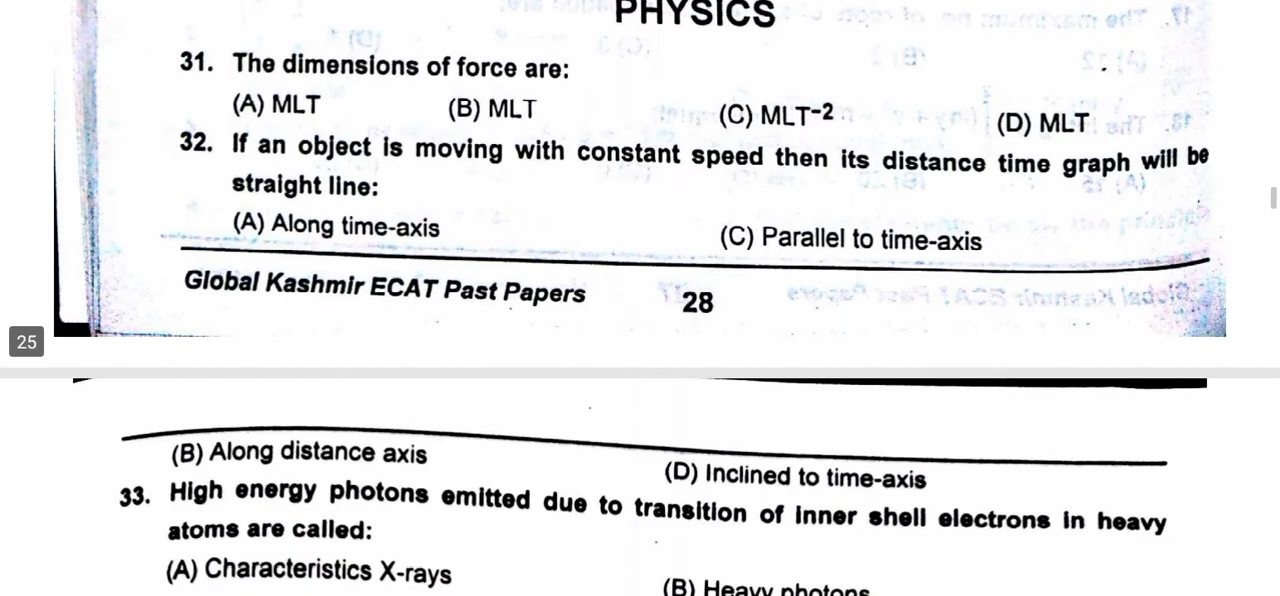 PHYSICS
31. The dimensions of force are:
(A) MLT (B) MLT (C) MLT-2 (D) MLT
32. If an object is moving with constant speed then its distance time graph will be
straight line:
(A) Along time-axis (C) Parallel to time-axis
Global Kashmir ECAT Past Papers 28
25
(B) Along distance axis (D) Inclined to time-axis
33. High energy photons emitted due to transition of inner shell electrons in heavy
atoms are called:
(A) Characteristics X-rays (B) Heavy photons